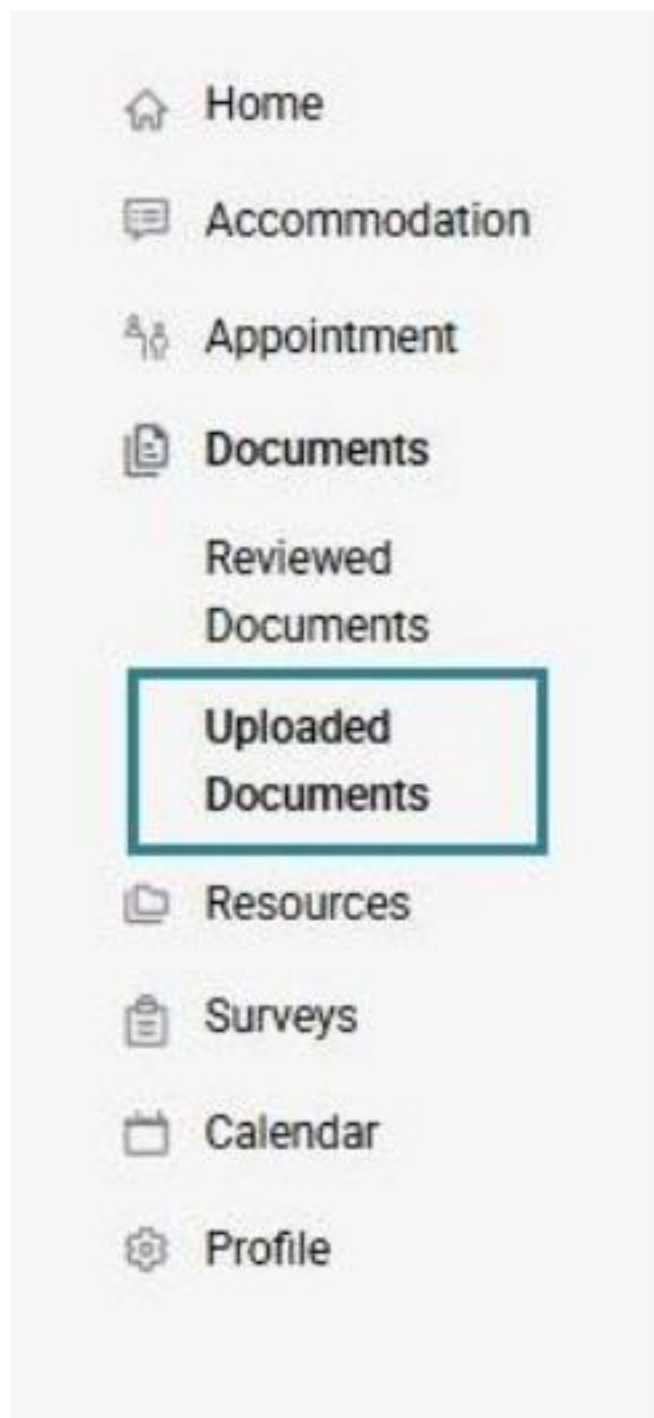 Home
Accommodation
Appointment
Documents
Reviewed
Documents
Uploaded
Documents
Resources
Surveys
Calendar
Profile